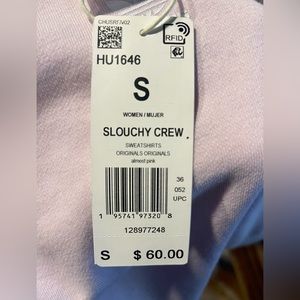 RFID
HU1646
S
WOMEN / MUJER
SLOUCHY CREW
SWEATSHIRTS
ORIGINALS ORIGINALS
almost pink
36
052
UPC
1 95741 97320 8
128977248
S $ 60.00